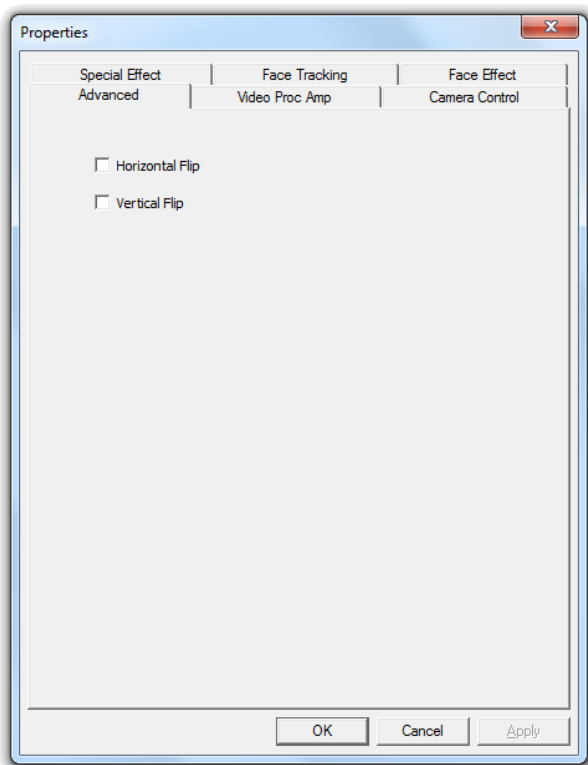 Properties
Special Effect Face Tracking Face Effect
Advanced Video Proc Amp Camera Control
Horizontal Flip
Vertical Flip
OK Cancel Apply